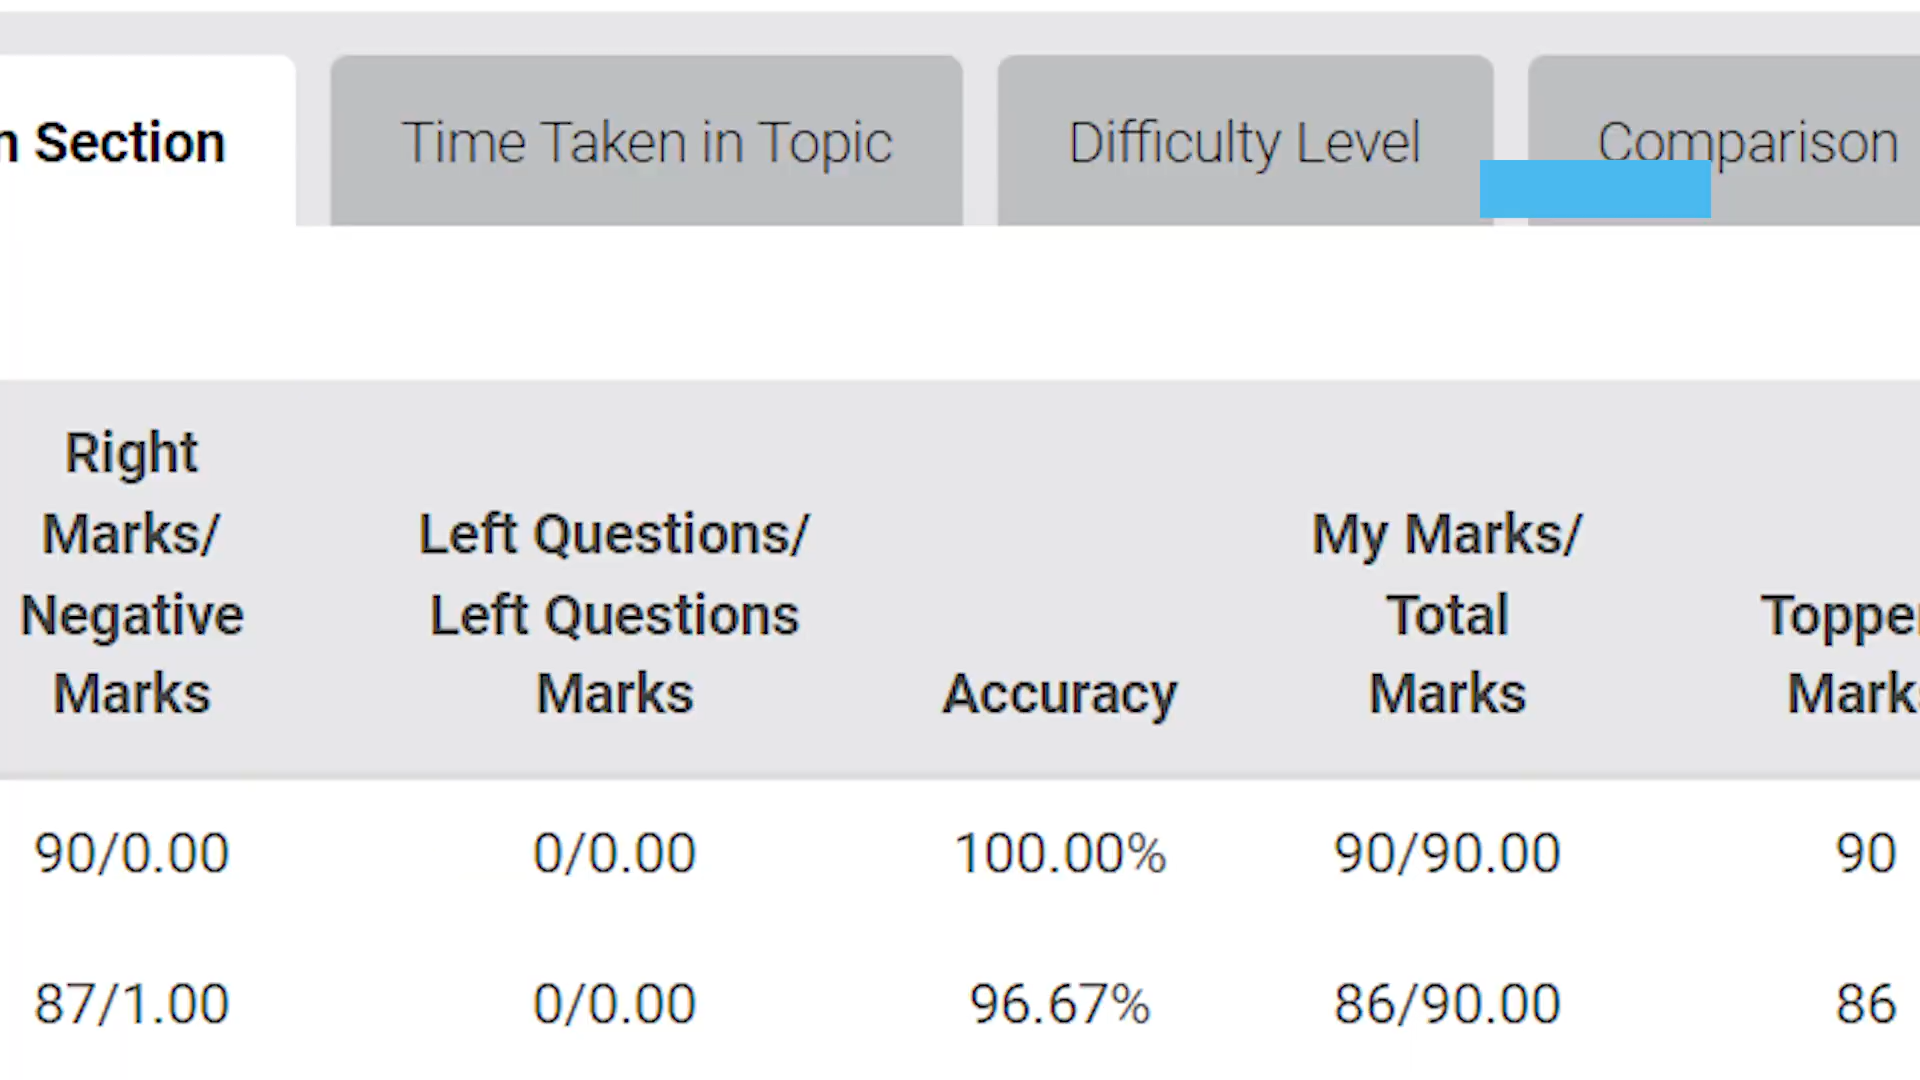 n Section Time Taken in Topic Difficulty Level Comparison
Right
Marks/ Left Questions/ My Marks/
Negative Left Questions Total Toppe
Marks Marks Accuracy Marks Mark
90/0.00 0/0.00 100.00% 90/90.00 90
87/1.00 0/0.00 96.67% 86/90.00 86